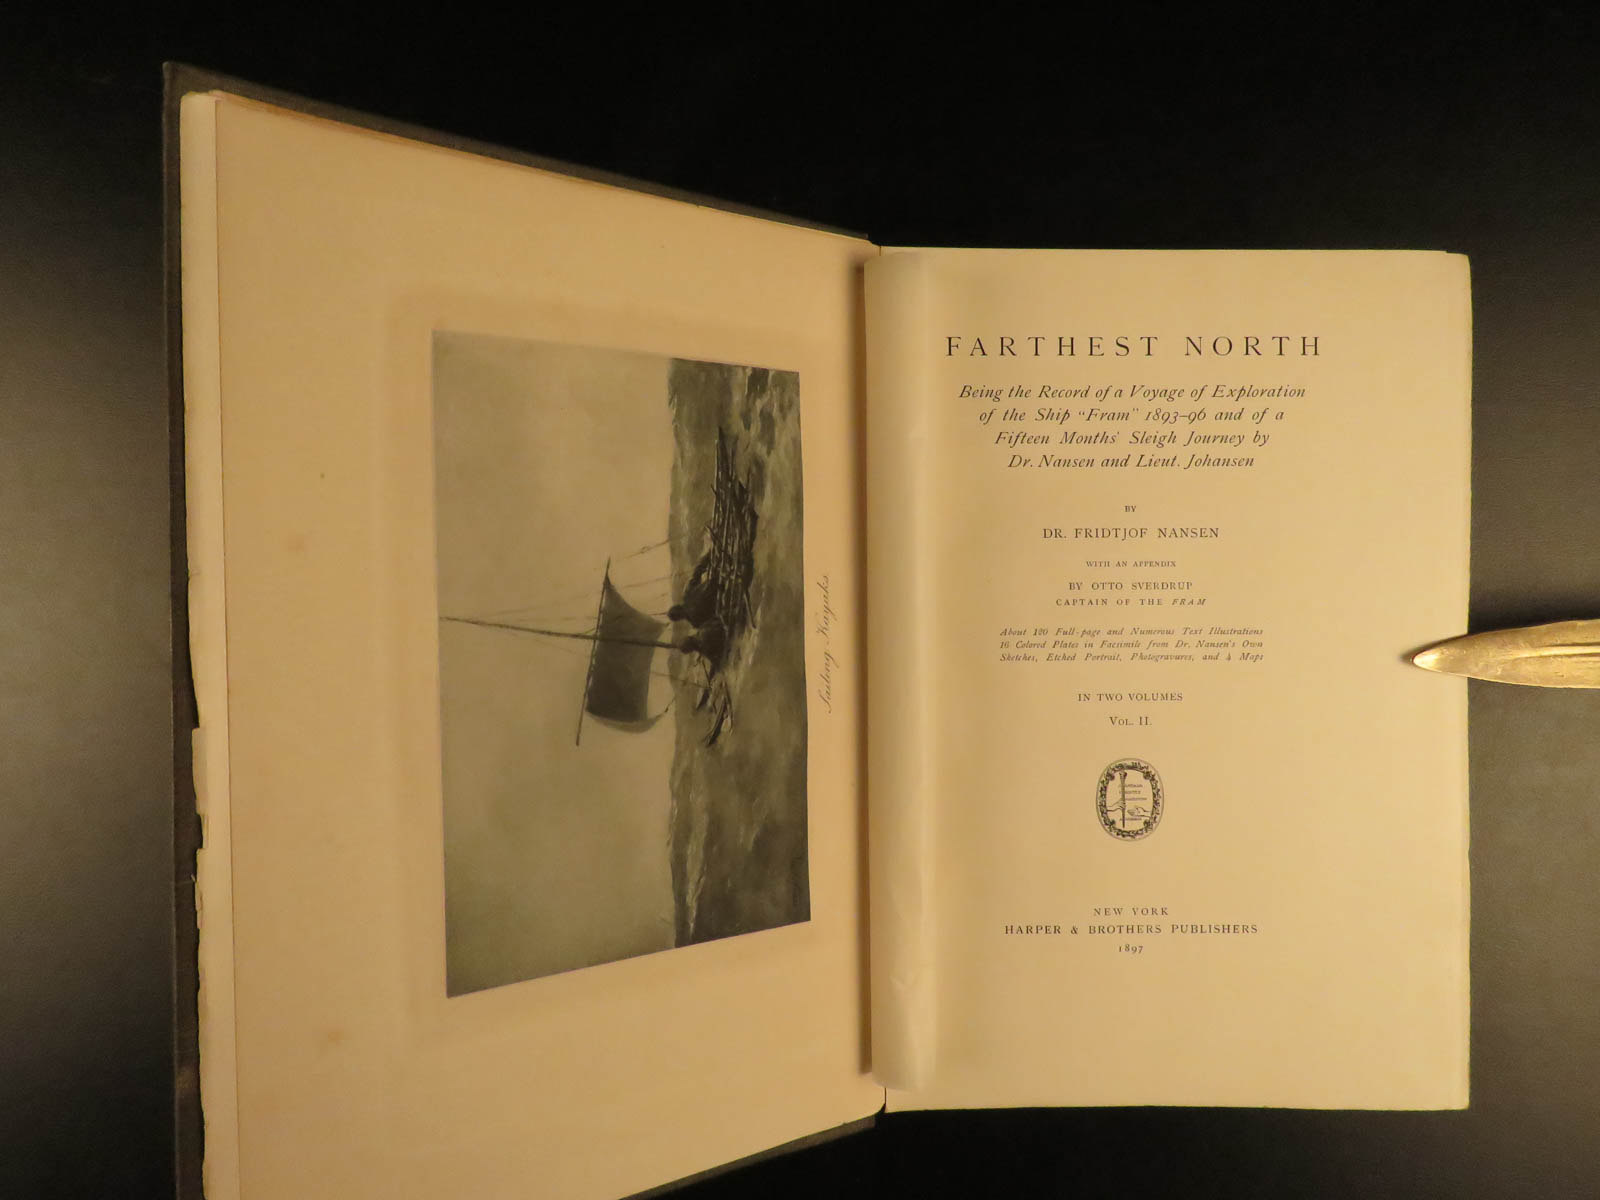 Sailing Kayaks.
FARTHEST NORTH
Being the Record of a Voyage of Exploration
of the Ship "Fram" 1893–96 and of a
Fifteen Months' Sleigh Journey by
Dr. Nansen and Lieut. Johansen
BY
DR. FRIDTJOF NANSEN
WITH AN APPENDIX
BY OTTO SVERDRUP
CAPTAIN OF THE FRAM
About 120 Full-page and Numerous Text Illustrations
16 Colored Plates in Facsimile from Dr. Nansen's Own
Sketches, Etched Portrait, Photogravures, and 4 Maps
IN TWO VOLUMES
VOL. II.
NEW YORK
HARPER & BROTHERS PUBLISHERS
1897